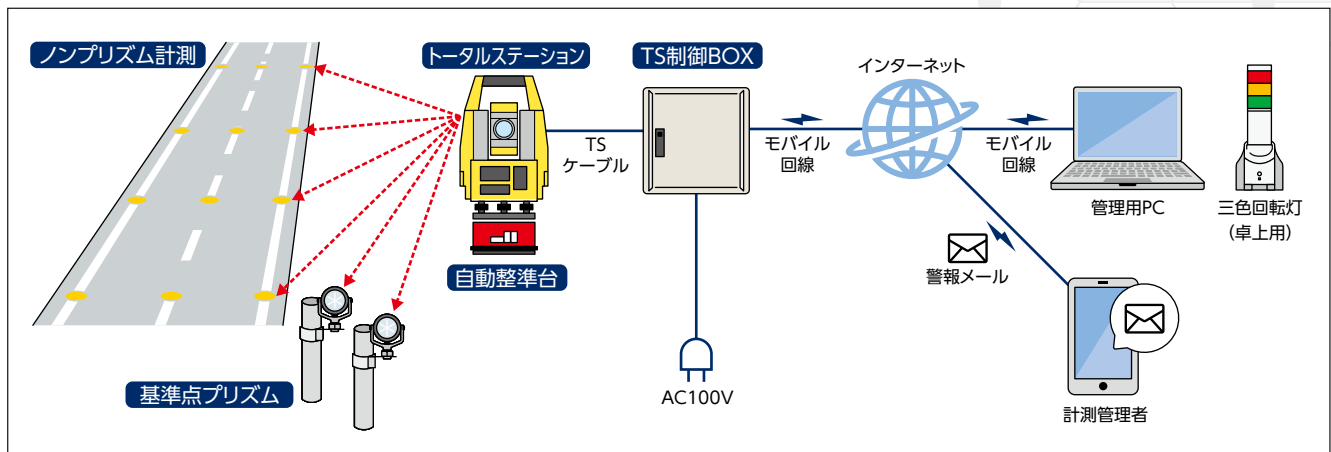 ノンプリズム計測
トータルステーション
TS制御BOX
インターネット
TS
ケーブル
モバイル
回線
モバイル
回線
管理用PC
三色回転灯
(卓上用)
自動整準台
警報メール
基準点プリズム
AC100V
計測管理者